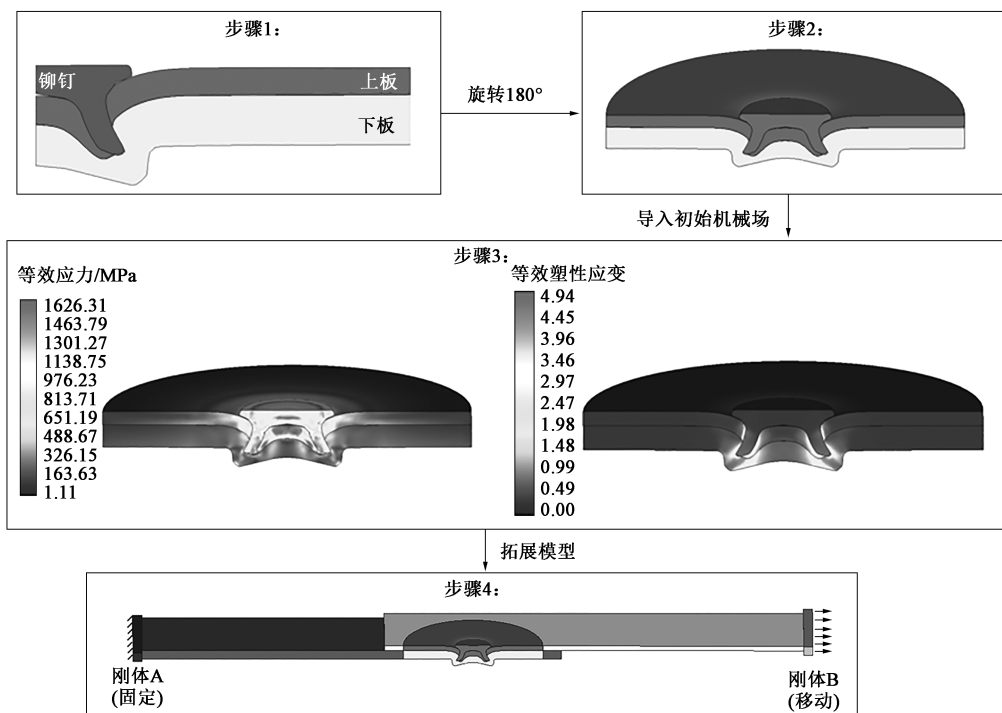 步骤1:
铆钉
上板
下板
旋转180°
步骤2:
导入初始机械场
步骤3:
等效应力/MPa
1626.31
1463.79
1301.27
1138.75
976.23
813.71
651.19
488.67
326.15
163.63
1.11
等效塑性应变
4.94
4.45
3.96
3.46
2.97
2.47
1.98
1.48
0.99
0.49
0.00
拓展模型
步骤4:
刚体A
(固定)
刚体B
(移动)